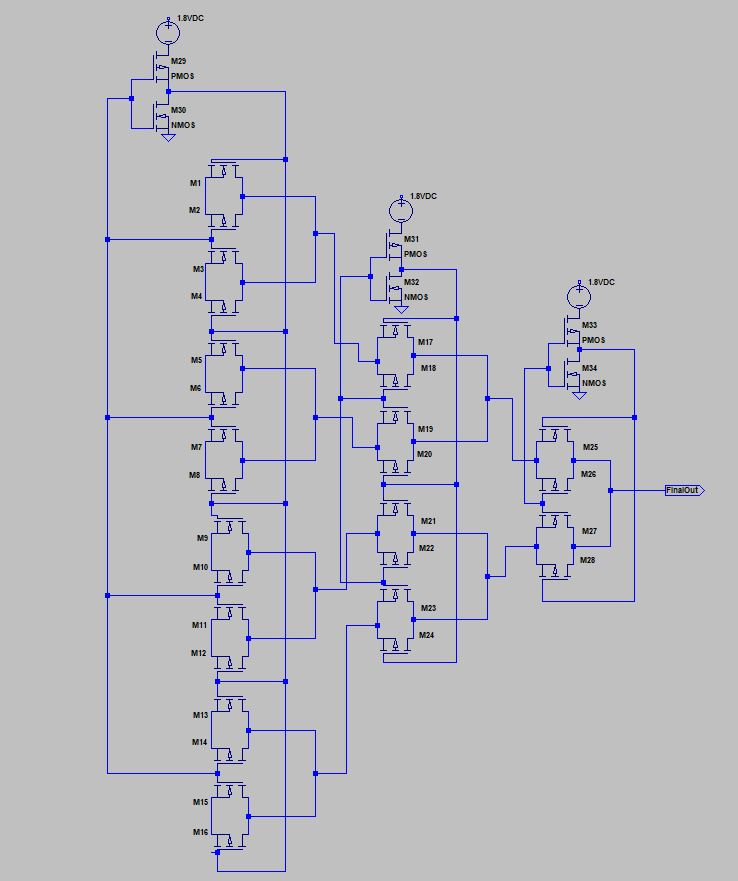 1.8VDC
M29
PMOS
M30
NMOS
M1
M2
M3
M4
M5
M6
M7
M8
M9
M10
M11
M12
M13
M14
M15
M16
1.8VDC
M31
PMOS
M32
NMOS
M17
M18
M19
M20
M21
M22
M23
M24
1.8VDC
M33
PMOS
M34
NMOS
M25
M26
M27
M28
FinalOut